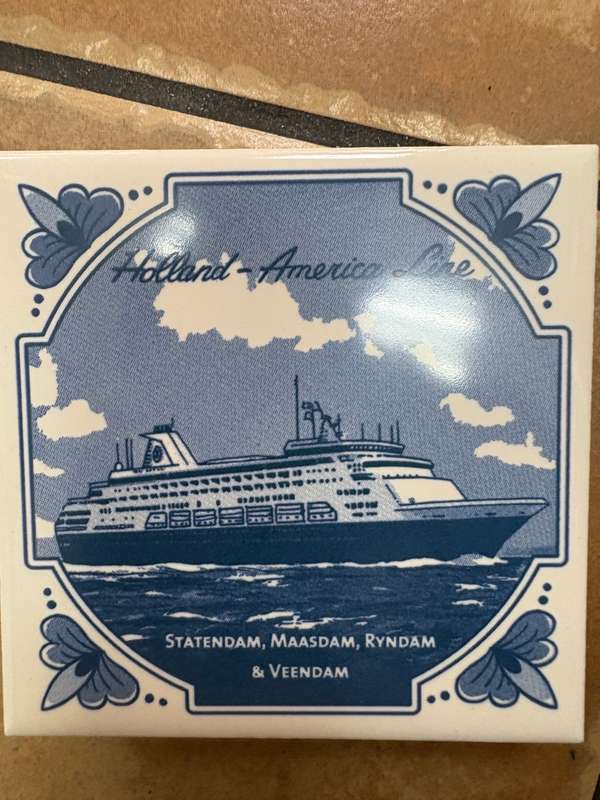 Holland-America Line
STATENDAM, MAASDAM, RYNDAM
& VEENDAM